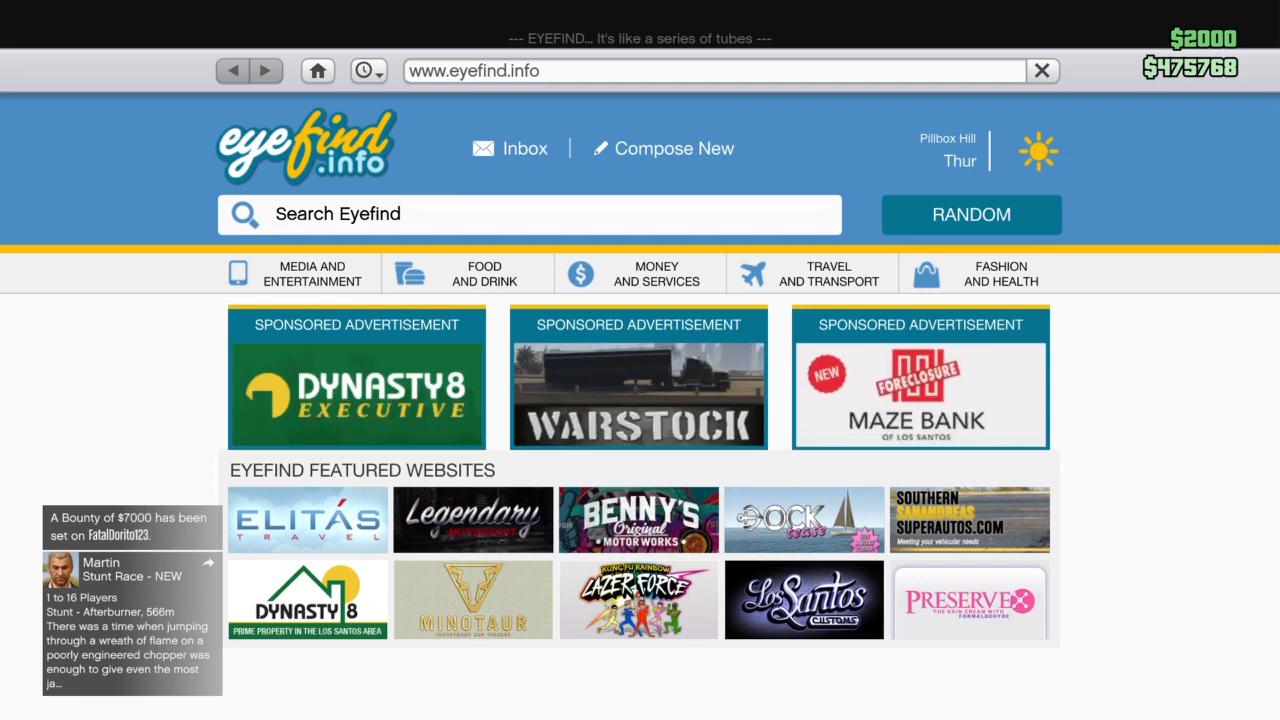 --- EYEFIND... It's like a series of tubes ---
$2000
$475768
www.eyefind.info
eyefind
.info
Inbox
Compose New
Pillbox Hill
Thur
Search Eyefind
RANDOM
MEDIA AND
ENTERTAINMENT
FOOD
AND DRINK
MONEY
AND SERVICES
TRAVEL
AND TRANSPORT
FASHION
AND HEALTH
SPONSORED ADVERTISEMENT
DYNASTY 8
EXECUTIVE
SPONSORED ADVERTISEMENT
WARSTOCK
SPONSORED ADVERTISEMENT
NEW
FORECLOSURE
MAZE BANK
OF LOS SANTOS
EYEFIND FEATURED WEBSITES
ELITÁS
TRAVEL
Legendary
MOTORSPORT
BENNY'S
Original
MOTOR WORKS
DOCK
tease
SOUTHERN
SANANDREAS
SUPERAUTOS.COM
Meeting your vehicular needs
DYNASTY 8
PRIME PROPERTY IN THE LOS SANTOS AREA
MINOTAUR
KUNG FU RAINBOW
LAZER FORCE
Los Santos
CUSTOMS
PRESERVEX
THE SKIN CREAM WITH
FORMALDEHYDE
A Bounty of $7000 has been
set on FatalDorito123.
Martin
Stunt Race - NEW
1 to 16 Players
Stunt - Afterburner, 566m
There was a time when jumping
through a wreath of flame on a
poorly engineered chopper was
enough to give even the most
ja...